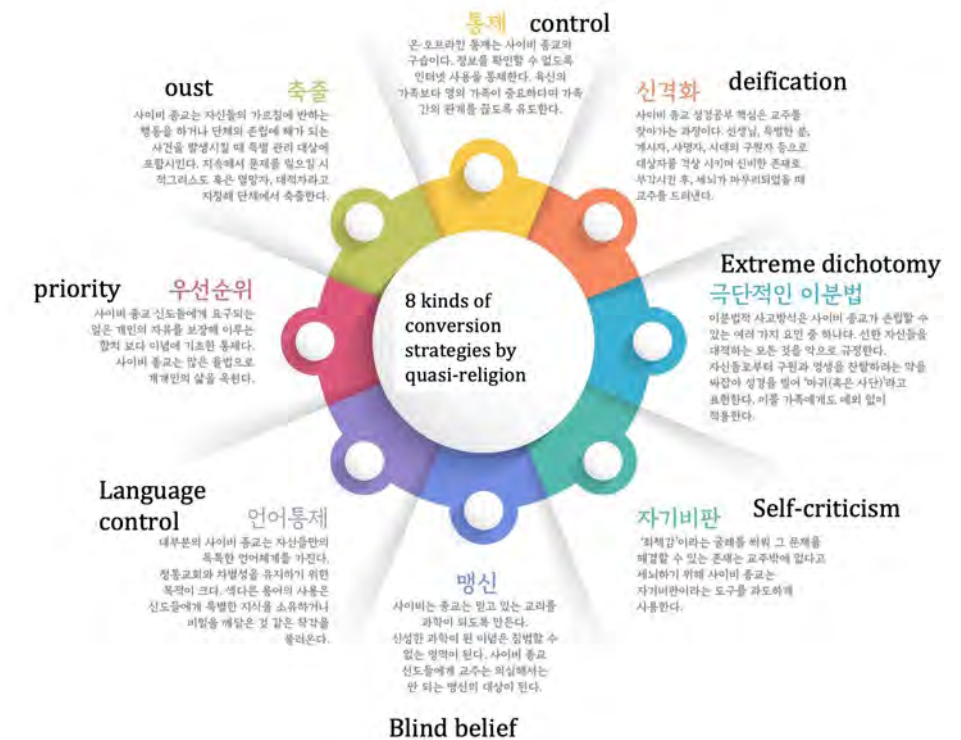 통제 control
온·오프라인 통제는 사이비 종교의
구습이다. 정보를 확인할 수 없도록
인터넷 사용을 통제한다. 육신의
가족보다 영의 가족이 중요하다며 가족
간의 관계를 끊도록 유도한다.
신격화 deification
사이비 종교 성경공부 핵심은 교주를
찾아가는 과정이다. 선생님, 특별한 분,
계시자, 사명자, 시대의 구원자 등으로
대상자를 격상 시키며 신비한 존재로
부각시킨 후, 세뇌가 마무리되었을 때
교주를 드러낸다.
Extreme dichotomy
극단적인 이분법
이분법적 사고방식은 사이비 종교가 존립할 수
있는 여러 가지 요인 중 하나다. 선한 자신들을
대적하는 모든 것을 악으로 규정한다.
자신들로부터 구원과 영생을 찬탈하려는 악을
싸잡아 성경을 빌어 '마귀(혹은 사단)'라고
표현한다. 이를 가족에게도 예외 없이
적용한다.
자기비판 Self-criticism
'죄책감'이라는 굴레를 씌워 그 문제를
해결할 수 있는 존재는 교주밖에 없다고
세뇌하기 위해 사이비 종교는
자기비판이라는 도구를 과도하게
사용한다.
맹신
사이비는 종교는 믿고 있는 교리를
과학이 되도록 만든다.
신성한 과학이 된 이념은 침범할 수
없는 영역이 된다. 사이비 종교
신도들에게 교주는 의심해서는
안 되는 맹신의 대상이 된다.
Blind belief
Language
control 언어통제
대부분의 사이비 종교는 자신들만의
독특한 언어체계를 가진다.
정통교회와 차별성을 유지하기 위한
목적이 크다. 색다른 용어의 사용은
신도들에게 특별한 지식을 소유하거나
비밀을 깨달은 것 같은 착각을
불러온다.
priority 우선순위
사이비 종교 신도들에게 요구되는
일은 개인의 자유를 보장해 이루는
합치 보다 이념에 기초한 통제다.
사이비 종교는 많은 율법으로
개개인의 삶을 옥죈다.
oust 축출
사이비 종교는 자신들의 가르침에 반하는
행동을 하거나 단체의 존립에 해가 되는
사건을 발생시킬 때 특별 관리 대상에
포함시킨다. 지속해서 문제를 일으킬 시
적그리스도 혹은 멸망자, 대적자라고
지정해 단체에서 축출한다.
8 kinds of
conversion
strategies by
quasi-religion